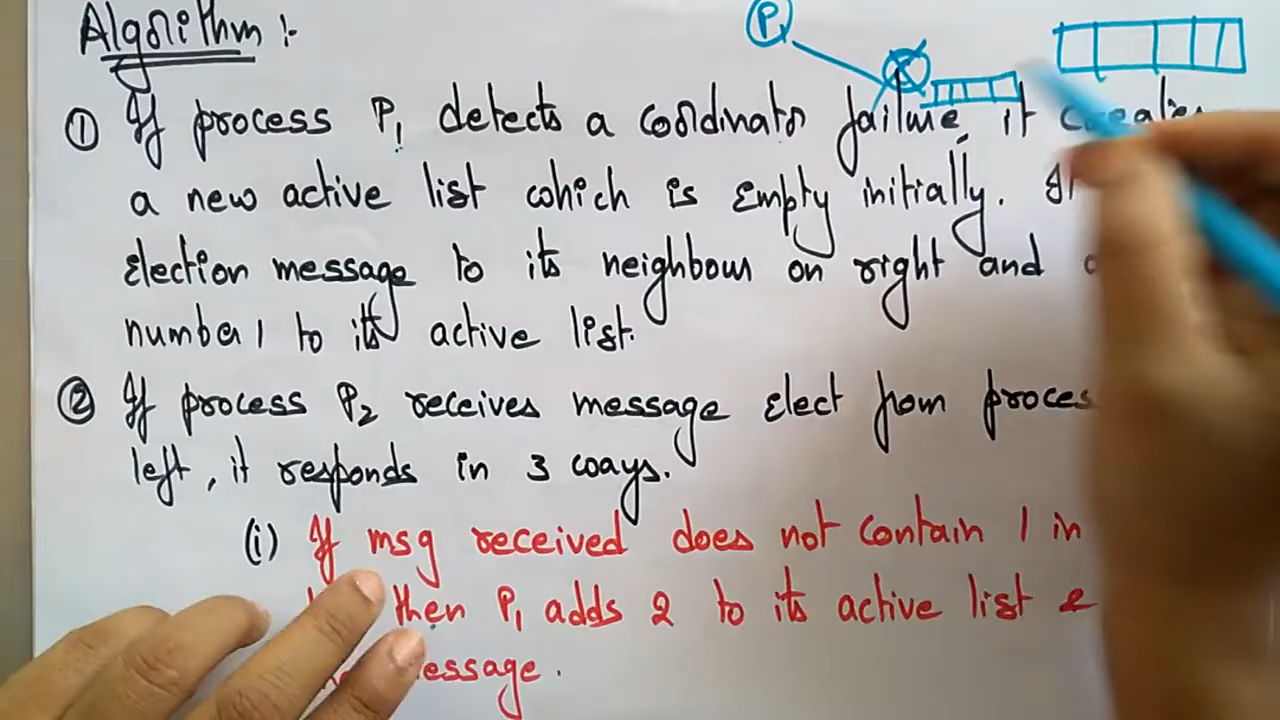 Algorithm :-
P1
① If process P1 detects a coordinator failure, it creates
a new active list which is Empty initially. It
Election message to its neighbour on right and
number 1 to its active list.
② If process P2 receives message Elect from
left, it responds in 3 ways.
(i) If msg received does not contain 1 in
then P1 adds 2 to its active list &
message.